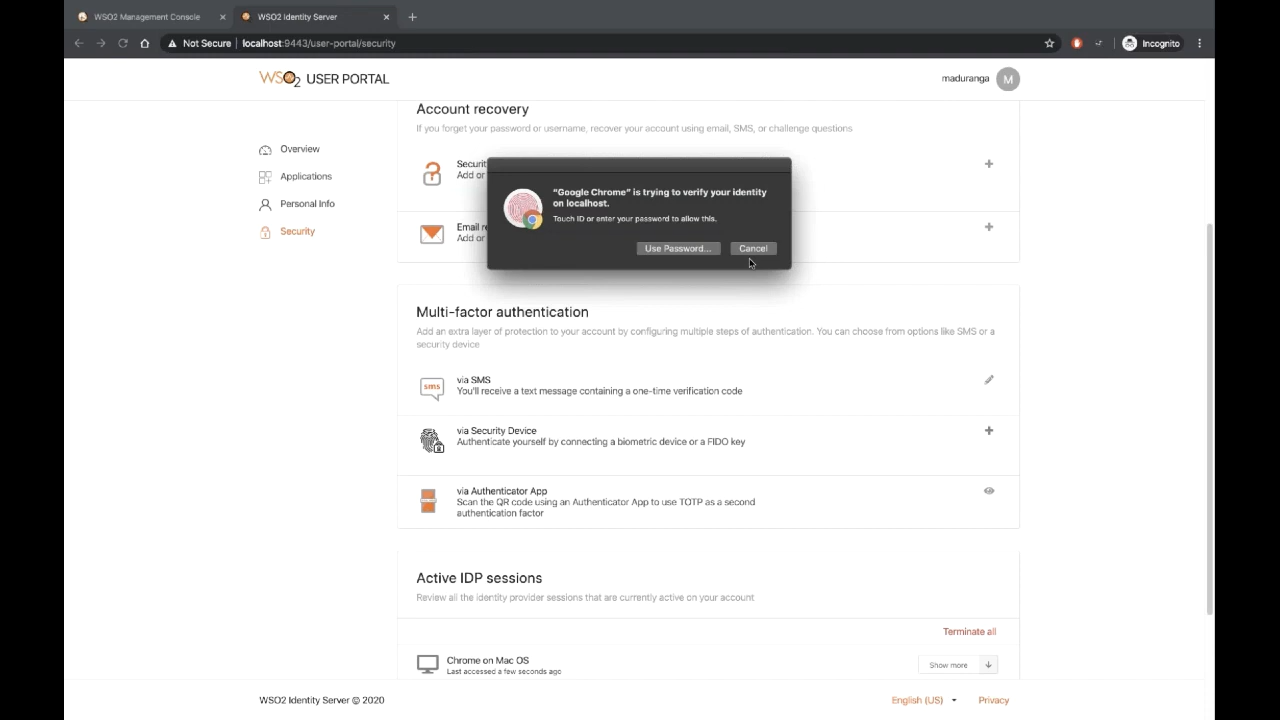 WSO2 Management Console
WSO2 Identity Server
Not Secure
localhost:9443/user-portal/security
Incognito
WSO2 USER PORTAL
maduranga
M
Overview
Applications
Personal Info
Security
Account recovery
If you forget your password or username, recover your account using email, SMS, or challenge questions
Securit
Add or
Email re
Add or
“Google Chrome” is trying to verify your identity
on localhost.
Touch ID or enter your password to allow this.
Use Password...
Cancel
Multi-factor authentication
Add an extra layer of protection to your account by configuring multiple steps of authentication. You can choose from options like SMS or a
security device
sms
via SMS
You'll receive a text message containing a one-time verification code
via Security Device
Authenticate yourself by connecting a biometric device or a FIDO key
via Authenticator App
Scan the QR code using an Authenticator App to use TOTP as a second
authentication factor
Active IDP sessions
Review all the identity provider sessions that are currently active on your account
Terminate all
Chrome on Mac OS
Last accessed a few seconds ago
Show more
WSO2 Identity Server © 2020
English (US)
Privacy